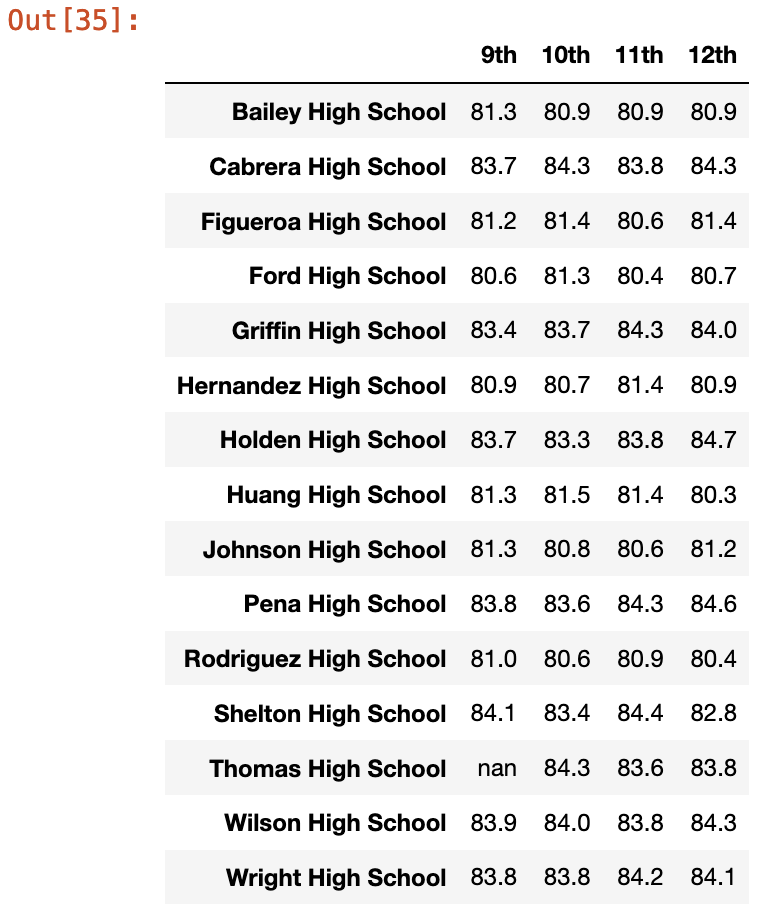 Out[35]:
9th 10th 11th 12th
Bailey High School 81.3 80.9 80.9 80.9
Cabrera High School 83.7 84.3 83.8 84.3
Figueroa High School 81.2 81.4 80.6 81.4
Ford High School 80.6 81.3 80.4 80.7
Griffin High School 83.4 83.7 84.3 84.0
Hernandez High School 80.9 80.7 81.4 80.9
Holden High School 83.7 83.3 83.8 84.7
Huang High School 81.3 81.5 81.4 80.3
Johnson High School 81.3 80.8 80.6 81.2
Pena High School 83.8 83.6 84.3 84.6
Rodriguez High School 81.0 80.6 80.9 80.4
Shelton High School 84.1 83.4 84.4 82.8
Thomas High School nan 84.3 83.6 83.8
Wilson High School 83.9 84.0 83.8 84.3
Wright High School 83.8 83.8 84.2 84.1